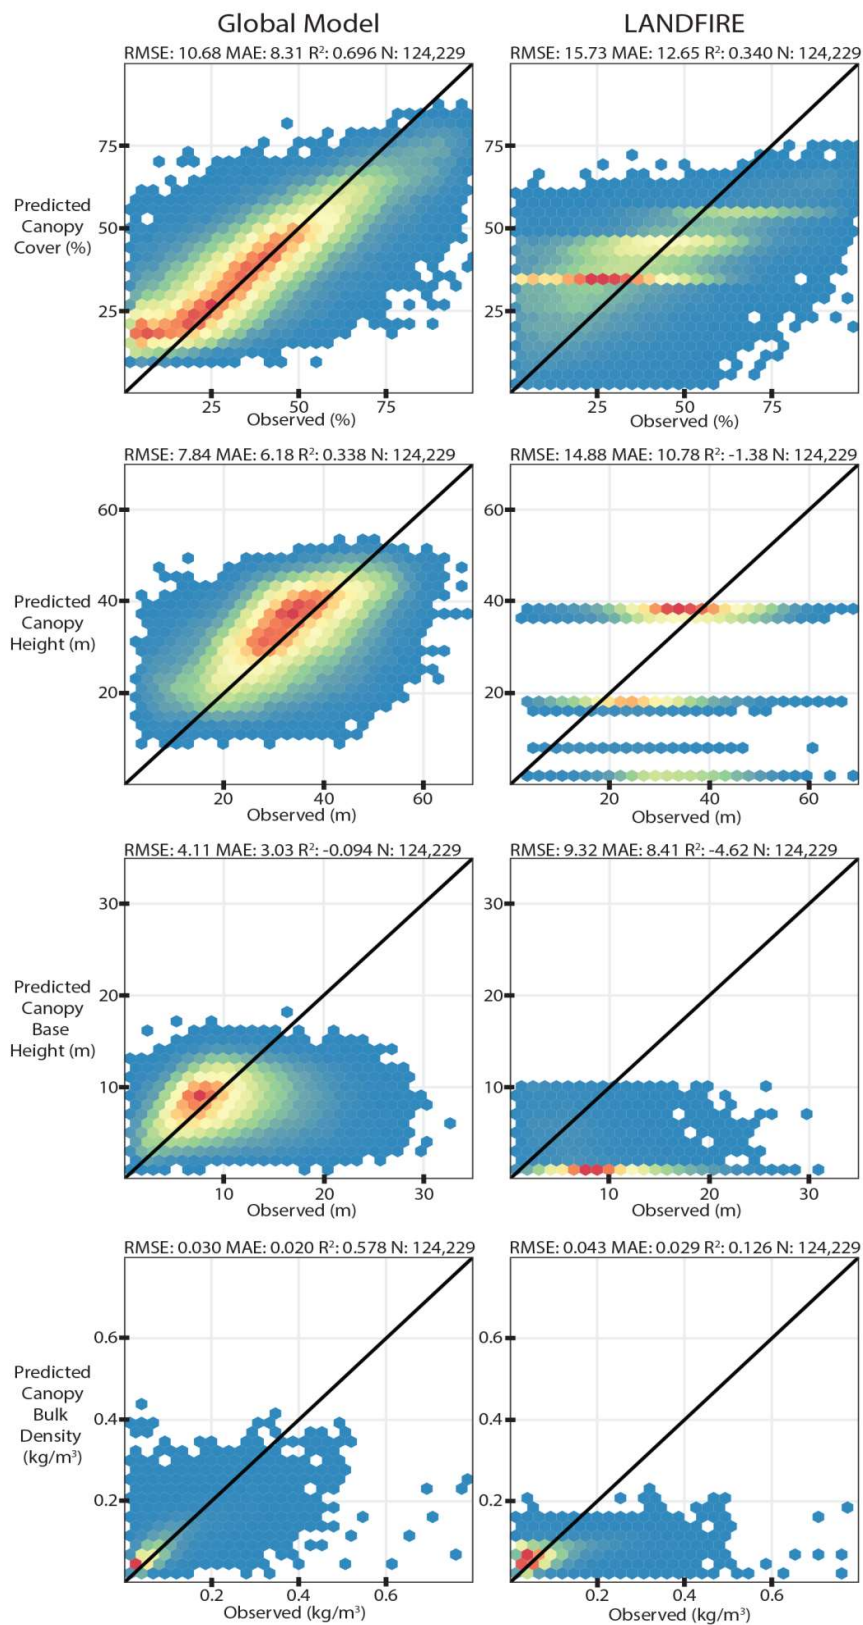 Global Model
LANDFIRE
RMSE: 10.68 MAE: 8.31 R²: 0.696 N: 124,229
RMSE: 15.73 MAE: 12.65 R²: 0.340 N: 124,229
Predicted
Canopy
Cover (%)
75
50
25
75
50
25
25 50 75
25 50 75
Observed (%)
Observed (%)
RMSE: 7.84 MAE: 6.18 R²: 0.338 N: 124,229
RMSE: 14.88 MAE: 10.78 R²: -1.38 N: 124,229
Predicted
Canopy
Height (m)
60
40
20
60
40
20
20 40 60
20 40 60
Observed (m)
Observed (m)
RMSE: 4.11 MAE: 3.03 R²: -0.094 N: 124,229
RMSE: 9.32 MAE: 8.41 R²: -4.62 N: 124,229
Predicted
Canopy
Base
Height (m)
30
20
10
30
20
10
10 20 30
10 20 30
Observed (m)
Observed (m)
RMSE: 0.030 MAE: 0.020 R²: 0.578 N: 124,229
RMSE: 0.043 MAE: 0.029 R²: 0.126 N: 124,229
Predicted
Canopy
Bulk
Density
(kg/m³)
0.6
0.4
0.2
0.6
0.4
0.2
0.2 0.4 0.6
0.2 0.4 0.6
Observed (kg/m³)
Observed (kg/m³)